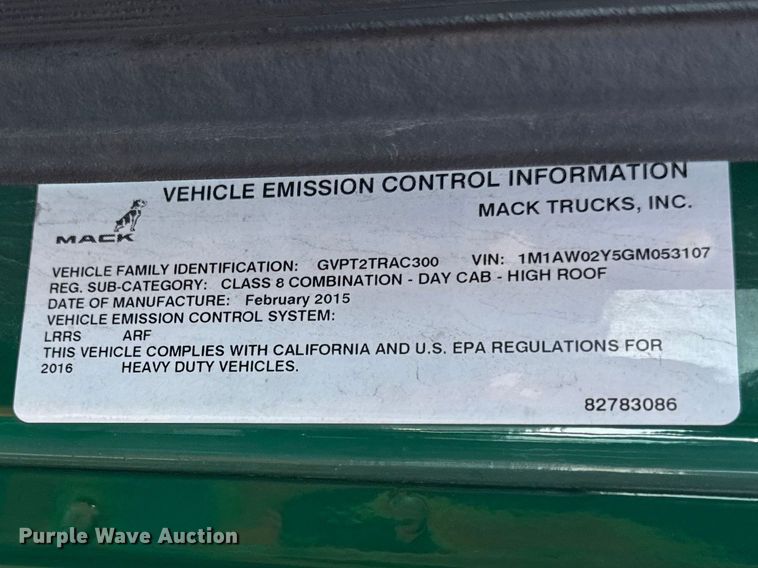 VEHICLE EMISSION CONTROL INFORMATION
MACK TRUCKS, INC.
MACK
VEHICLE FAMILY IDENTIFICATION: GVPT2TRAC300 VIN: 1M1AW02Y5GM053107
REG. SUB-CATEGORY: CLASS 8 COMBINATION - DAY CAB - HIGH ROOF
DATE OF MANUFACTURE: February 2015
VEHICLE EMISSION CONTROL SYSTEM:
LRRS ARF
THIS VEHICLE COMPLIES WITH CALIFORNIA AND U.S. EPA REGULATIONS FOR
2016 HEAVY DUTY VEHICLES.
82783086
Purple Wave Auction